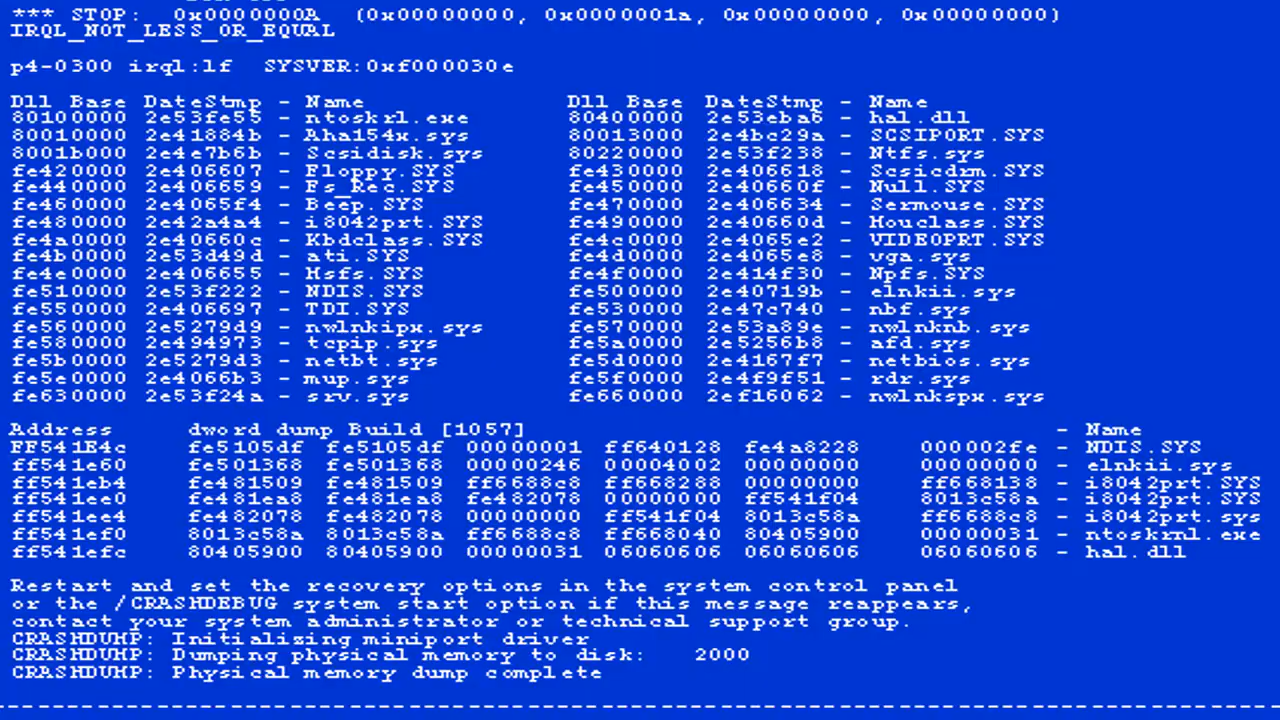 *** STOP: 0x0000000A (0x00000000, 0x0000001a, 0x00000000, 0x00000000)
IRQL_NOT_LESS_OR_EQUAL
p4-0300 irql:lf SYSVER:0xf000030e
Dll Base DateStmp - Name Dll Base DateStmp - Name
80100000 2e53fe55 - ntoskrl.exe 80400000 2e53eba6 - hal.dll
80010000 2e41884b - Aha154x.sys 80013000 2e4bc29a - SCSIPORT.SYS
8001b000 2e4e7b6b - Scsidisk.sys 80220000 2e53f238 - Ntfs.sys
fe420000 2e406607 - Floppy.SYS fe430000 2e406618 - Scsicdrm.SYS
fe440000 2e406659 - Fs_Rec.SYS fe450000 2e40660f - Null.SYS
fe460000 2e4065f4 - Beep.SYS fe470000 2e406634 - Sermouse.SYS
fe480000 2e42a4a4 - i8042prt.SYS fe490000 2e40660d - Mouclass.SYS
fe4a0000 2e40660c - Kbdclass.SYS fe4c0000 2e4065e2 - VIDEOPRT.SYS
fe4b0000 2e53d49d - ati.SYS fe4d0000 2e4065e8 - vga.sys
fe4e0000 2e406655 - Msfs.SYS fe4f0000 2e414f30 - Npfs.SYS
fe510000 2e53f222 - NDIS.SYS fe500000 2e40719b - elnkii.sys
fe550000 2e406697 - TDI.SYS fe530000 2e47c740 - nbf.sys
fe560000 2e5279d9 - nwlnkipx.sys fe570000 2e53a89e - nwlnknb.sys
fe580000 2e494973 - tcpip.sys fe5a0000 2e5256b8 - afd.sys
fe5b0000 2e5279d3 - netbt.sys fe5d0000 2e4167f7 - netbios.sys
fe5e0000 2e4066b3 - mup.sys fe5f0000 2e4f9f51 - rdr.sys
fe630000 2e53f24a - srv.sys fe660000 2ef16062 - nwlnkspx.sys
Address dword dump Build [1057] - Name
FF541E4c fe5105df fe5105df 00000001 ff640128 fe4a8228 000002fe - NDIS.SYS
ff541e60 fe501368 fe501368 00000246 00004002 00000000 00000000 - elnkii.sys
ff541eb4 fe481509 fe481509 ff6688c8 ff668288 00000000 ff668138 - i8042prt.SYS
ff541ee0 fe481ea8 fe481ea8 fe482078 00000000 ff541f04 8013c58a - i8042prt.SYS
ff541ee4 fe482078 fe482078 00000000 ff541f04 8013c58a ff6688c8 - i8042prt.sys
ff541ef0 8013c58a 8013c58a ff6688c8 ff668040 80405900 00000031 - ntoskrnl.exe
ff541efc 80405900 80405900 00000031 06060606 06060606 06060606 - hal.dll
Restart and set the recovery options in the system control panel
or the /CRASHDEBUG system start option if this message reappears,
contact your system administrator or technical support group.
CRASHDUMP: Initializing miniport driver
CRASHDUMP: Dumping physical memory to disk: 2000
CRASHDUMP: Physical memory dump complete